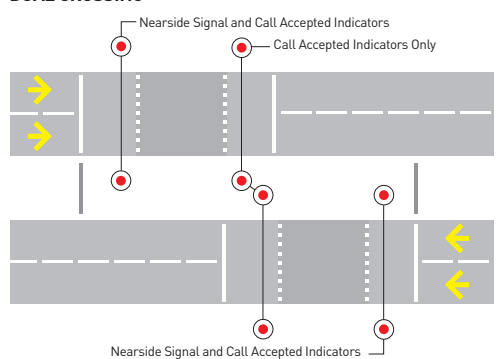 Nearside Signal and Call Accepted Indicators
Call Accepted Indicators Only
Nearside Signal and Call Accepted Indicators